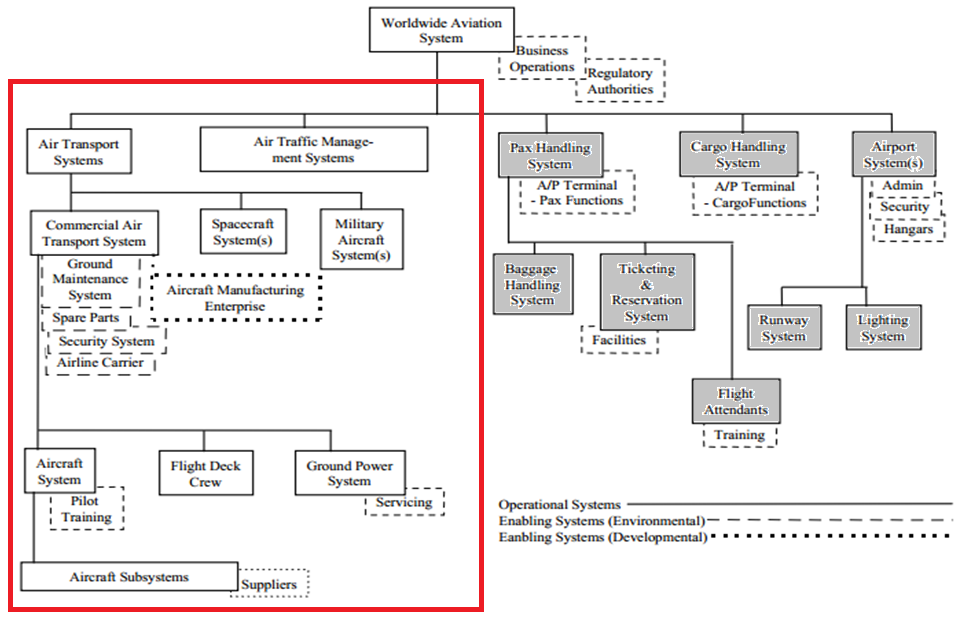 Worldwide Aviation
System
Business
Operations
Regulatory
Authorities
Air Transport
Systems
Air Traffic Manage-
ment Systems
Pax Handling
System
A/P Terminal
- Pax Functions
Cargo Handling
System
A/P Terminal
- CargoFunctions
Airport
System(s)
Admin
Security
Hangars
Commercial Air
Transport System
Spacecraft
System(s)
Military
Aircraft
System(s)
Ground
Maintenance
System
Spare Parts
Security System
Airline Carrier
Aircraft Manufacturing
Enterprise
Baggage
Handling
System
Ticketing
&
Reservation
System
Facilities
Runway
System
Lighting
System
Flight
Attendants
Training
Aircraft
System
Pilot
Training
Flight Deck
Crew
Ground Power
System
Servicing
Aircraft Subsystems
Suppliers
Operational Systems
Enabling Systems (Environmental)
Eanbling Systems (Developmental)